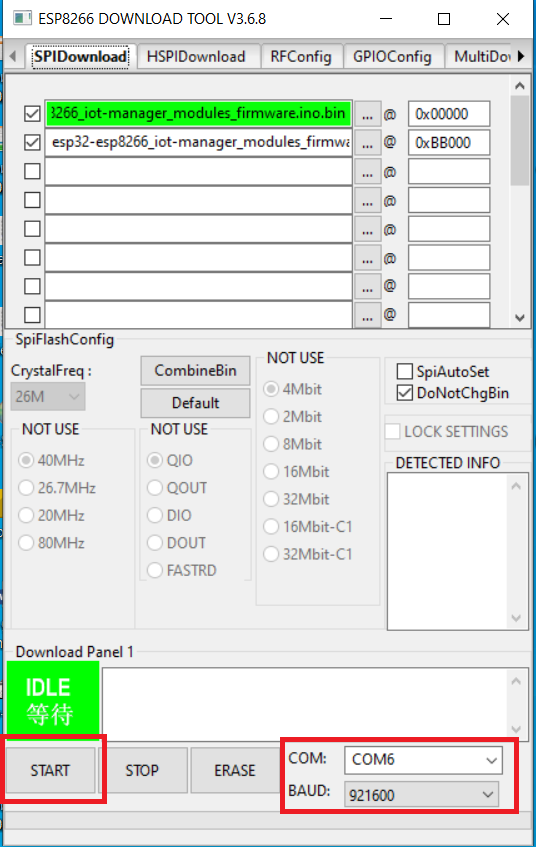 ESP8266 DOWNLOAD TOOL V3.6.8
SPIDownload HSPIDownload RFConfig GPIOConfig MultiDov
8266_iot-manager_modules_firmware.ino.bin ... @ 0x00000
esp32-esp8266_iot-manager_modules_firmwa ... @ 0xBB000
... @
... @
... @
... @
... @
... @
SpiFlashConfig
CrystalFreq :
26M
CombineBin
Default
NOT USE
40MHz
26.7MHz
20MHz
80MHz
NOT USE
QIO
QOUT
DIO
DOUT
FASTRD
NOT USE
4Mbit
2Mbit
8Mbit
16Mbit
32Mbit
16Mbit-C1
32Mbit-C1
SpiAutoSet
DoNotChgBin
LOCK SETTINGS
DETECTED INFO
Download Panel 1
IDLE
等待
START STOP ERASE
COM: COM6
BAUD: 921600